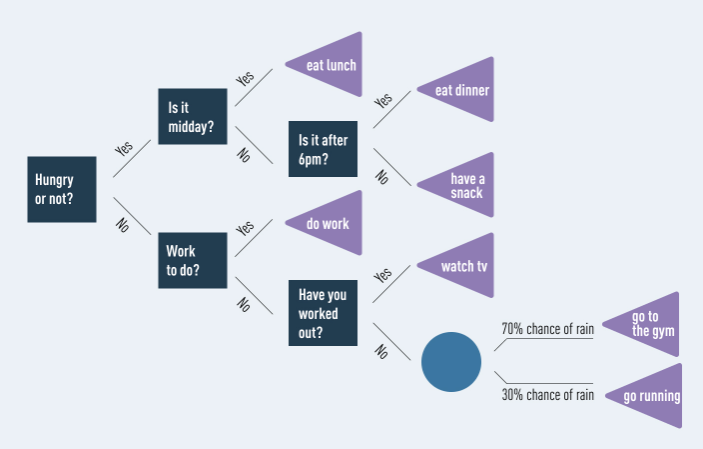 Hungry
or not?
Yes
No
Is it
midday?
Yes
No
eat lunch
Is it after
6pm?
Yes
No
eat dinner
have a
snack
Work
to do?
Yes
No
do work
Have you
worked
out?
Yes
No
watch tv
70% chance of rain
30% chance of rain
go to
the gym
go running